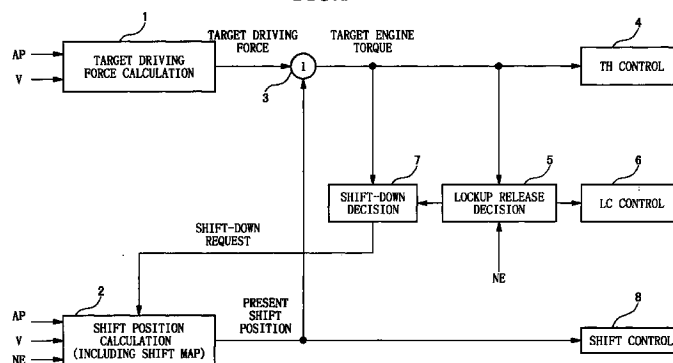 1
AP
V
TARGET DRIVING
FORCE CALCULATION
TARGET DRIVING
FORCE
1
3
TARGET ENGINE
TORQUE
4
TH CONTROL
7
SHIFT-DOWN
DECISION
5
LOCKUP RELEASE
DECISION
6
LC CONTROL
NE
SHIFT-DOWN
REQUEST
2
AP
V
NE
SHIFT POSITION
CALCULATION
(INCLUDING SHIFT MAP)
PRESENT
SHIFT
POSITION
8
SHIFT CONTROL